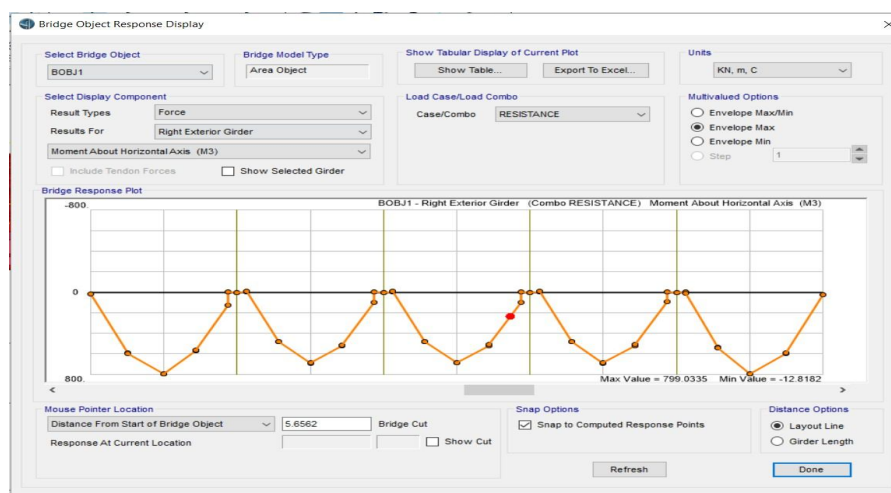 Bridge Object Response Display
Select Bridge Object
BOBJ1
Bridge Model Type
Area Object
Show Tabular Display of Current Plot
Show Table...
Export To Excel...
Units
KN, m, C
Select Display Component
Result Types
Force
Results For
Right Exterior Girder
Moment About Horizontal Axis (M3)
Include Tendon Forces
Show Selected Girder
Load Case/Load Combo
Case/Combo
RESISTANCE
Multivalued Options
Envelope Max/Min
Envelope Max
Envelope Min
Step
1
Bridge Response Plot
-800.
BOBJ1 - Right Exterior Girder (Combo RESISTANCE) Moment About Horizontal Axis (M3)
0
800.
Max Value = 799.0335 Min Value = -12.8182
Mouse Pointer Location
Distance From Start of Bridge Object
5.6562
Bridge Cut
Response At Current Location
Show Cut
Snap Options
Snap to Computed Response Points
Distance Options
Layout Line
Girder Length
Refresh
Done